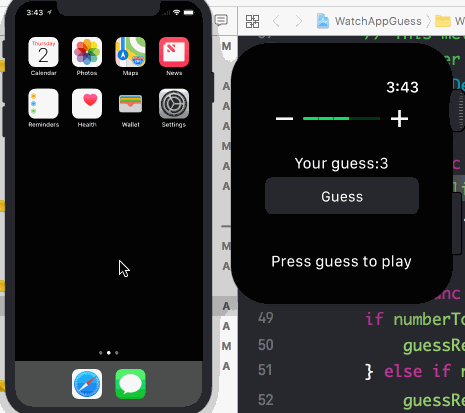 3:43
Thursday
2
Calendar
Photos
Maps
News
Reminders
Health
Wallet
Settings
WatchAppGuess
M
A
A
A
M
A
A
M
A
A
A
M
A
3:43
Your guess:3
Guess
Press guess to play
49 if numberTo
50 guessRe
51 } else if
52 guessRe